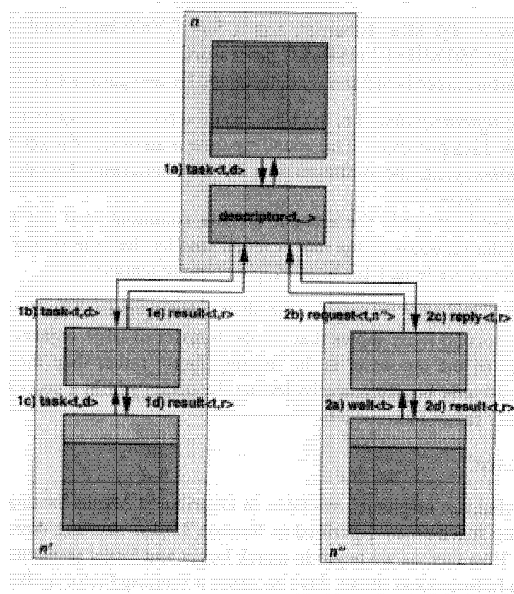 n
1a) task<t,d>
descriptor<t,..>
1b) task<t,d>
1e) result<t,r>
2b) request<t,n">
2c) reply<t,r>
1c) task<t,d>
1d) result<t,r>
2a) wait<t>
2d) result<t,r>
n'
n"